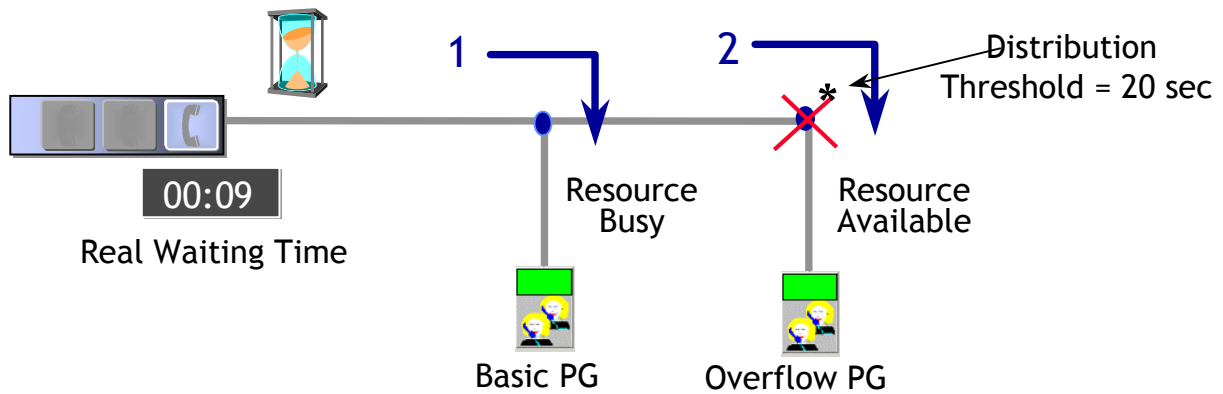 1
2
Distribution
Threshold = 20 sec
*
00:09
Real Waiting Time
Resource
Busy
Resource
Available
Basic PG
Overflow PG